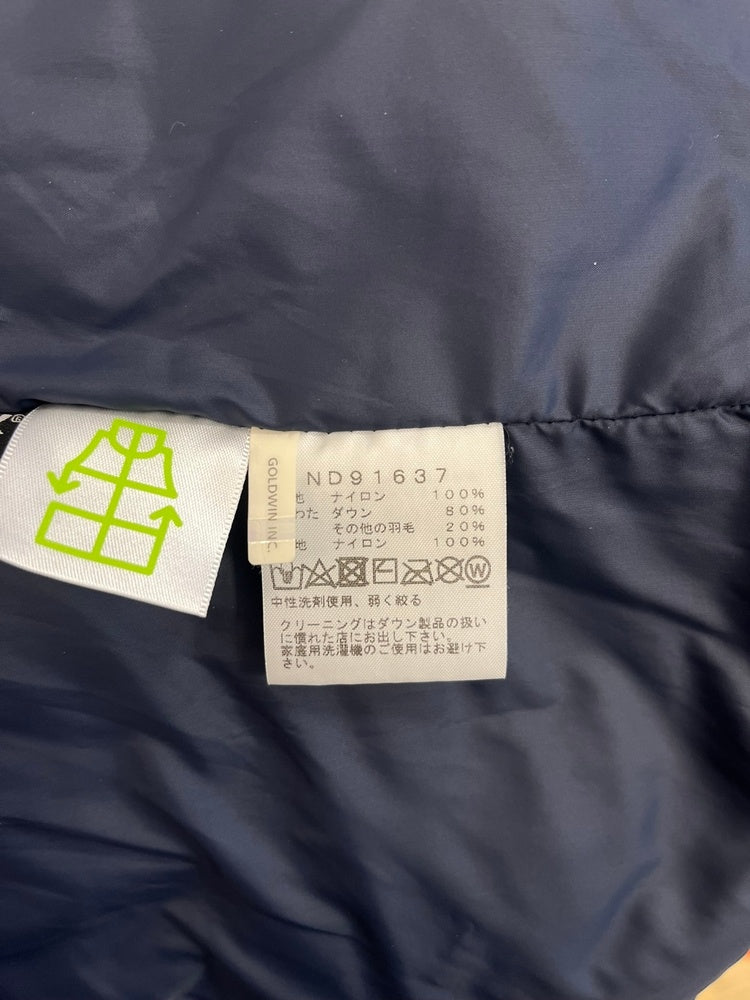 GOLDWIN INC.
ND91637
地 ナイロン 100%
わた ダウン 80%
その他の羽毛 20%
地 ナイロン 100%
中性洗剤使用、弱く絞る
クリーニングはダウン製品の扱い
に慣れた店にお出し下さい。
家庭用洗濯機のご使用はお避け下
さい。